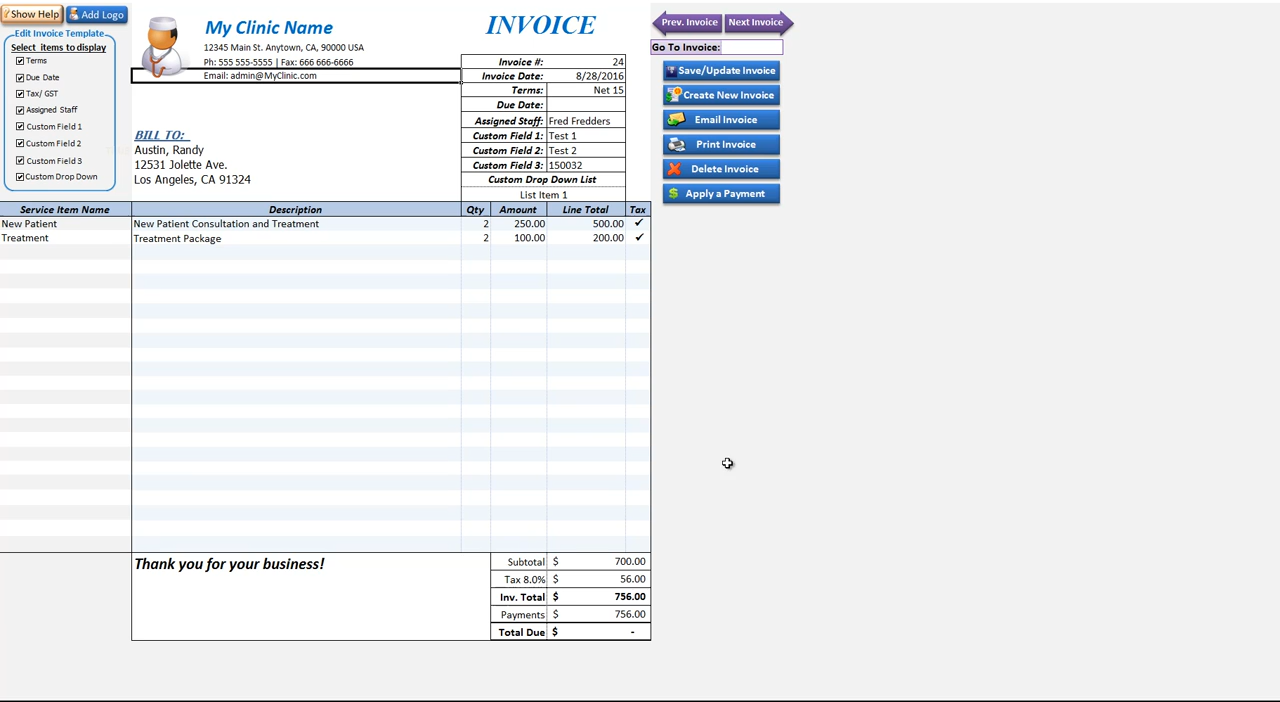 Show Help
Add Logo
Edit Invoice Template
Select items to display
Terms
Due Date
Tax/ GST
Assigned Staff
Custom Field 1
Custom Field 2
Custom Field 3
Custom Drop Down
My Clinic Name
12345 Main St. Anytown, CA, 90000 USA
Ph: 555 555-5555 | Fax: 666 666-6666
Email: admin@MyClinic.com
INVOICE
Invoice #: 24
Invoice Date: 8/28/2016
Terms: Net 15
Due Date:
Assigned Staff: Fred Fredders
Custom Field 1: Test 1
Custom Field 2: Test 2
Custom Field 3: 150032
Custom Drop Down List
List Item 1
BILL TO:
Austin, Randy
12531 Jolette Ave.
Los Angeles, CA 91324
Prev. Invoice
Next Invoice
Go To Invoice:
Save/Update Invoice
Create New Invoice
Email Invoice
Print Invoice
Delete Invoice
Apply a Payment
Service Item Name Description Qty Amount Line Total Tax
New Patient New Patient Consultation and Treatment 2 250.00 500.00 ✓
Treatment Treatment Package 2 100.00 200.00 ✓
Thank you for your business!
Subtotal $ 700.00
Tax 8.0% $ 56.00
Inv. Total $ 756.00
Payments $ 756.00
Total Due $ -